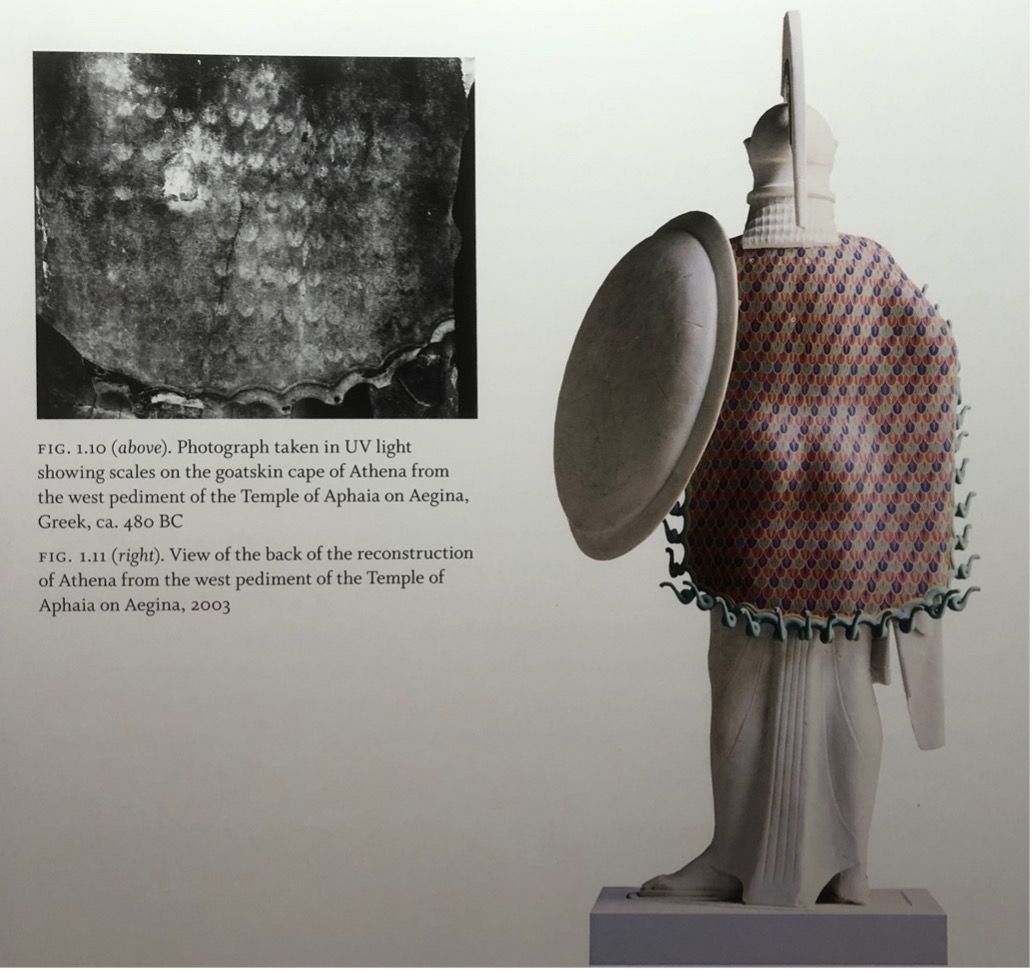 FIG. 1.10 (above). Photograph taken in UV light
showing scales on the goatskin cape of Athena from
the west pediment of the Temple of Aphaia on Aegina,
Greek, ca. 480 BC
FIG. 1.11 (right). View of the back of the reconstruction
of Athena from the west pediment of the Temple of
Aphaia on Aegina, 2003